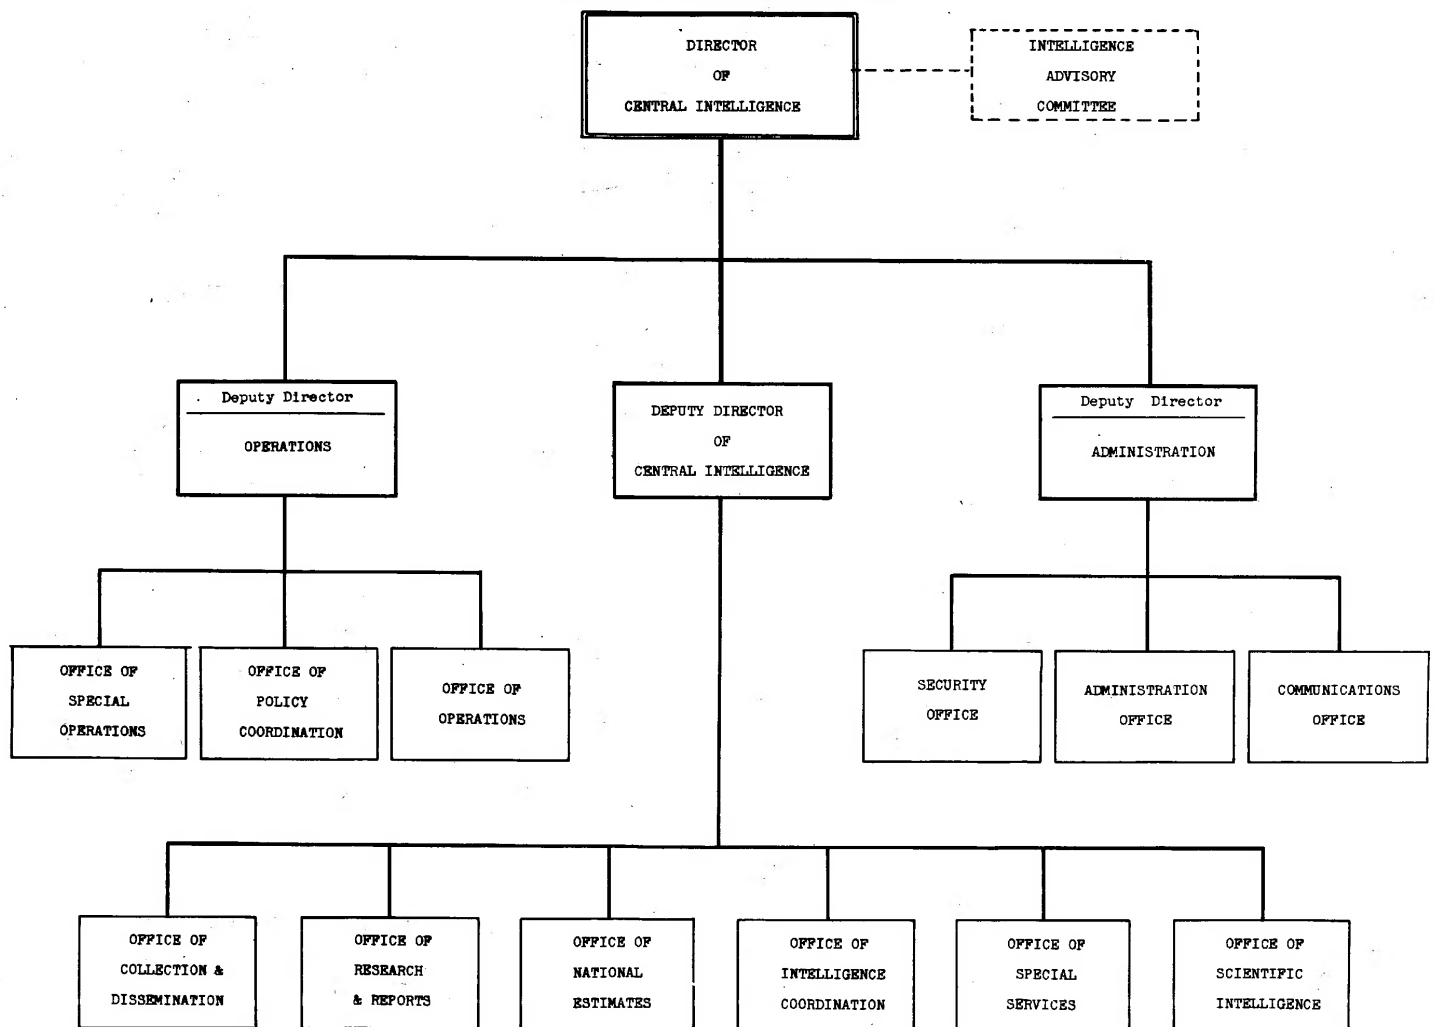 DIRECTOR
OF
CENTRAL INTELLIGENCE
INTELLIGENCE
ADVISORY
COMMITTEE
Deputy Director
OPERATIONS
DEPUTY DIRECTOR
OF
CENTRAL INTELLIGENCE
Deputy Director
ADMINISTRATION
OFFICE OF
SPECIAL
OPERATIONS
OFFICE OF
POLICY
COORDINATION
OFFICE OF
OPERATIONS
SECURITY
OFFICE
ADMINISTRATION
OFFICE
COMMUNICATIONS
OFFICE
OFFICE OF
COLLECTION &
DISSEMINATION
OFFICE OF
RESEARCH
& REPORTS
OFFICE OF
NATIONAL
ESTIMATES
OFFICE OF
INTELLIGENCE
COORDINATION
OFFICE OF
SPECIAL
SERVICES
OFFICE OF
SCIENTIFIC
INTELLIGENCE